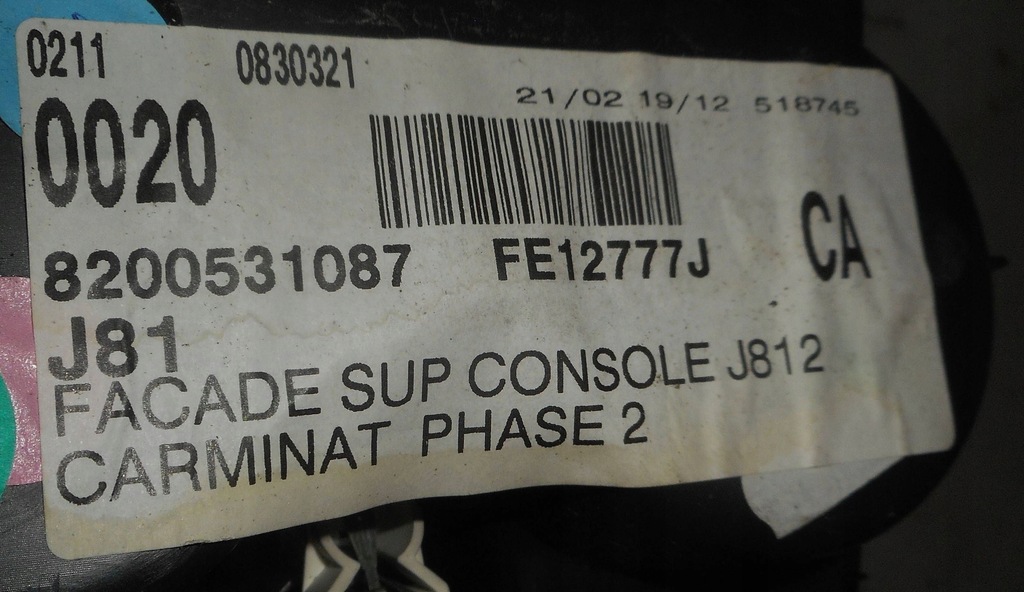 0211 0830321
21/02 19/12 518745
0020
CA
8200531087 FE12777J
J81
FACADE SUP CONSOLE J812
CARMINAT PHASE 2